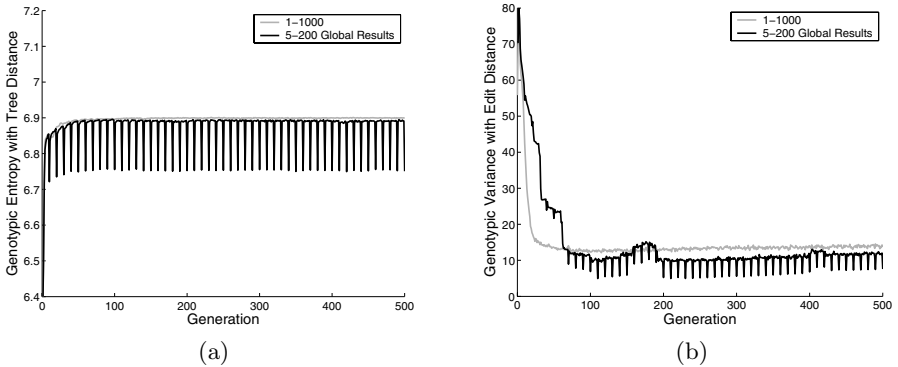 7.2
7.1
7
6.9
6.8
6.7
6.6
6.5
6.4
Genotypic Entropy with Tree Distance
1−1000
5−200 Global Results
0 100 200 300 400 500
Generation
(a)
80
70
60
50
40
30
20
10
0
Genotypic Variance with Edit Distance
1−1000
5−200 Global Results
0 100 200 300 400 500
Generation
(b)